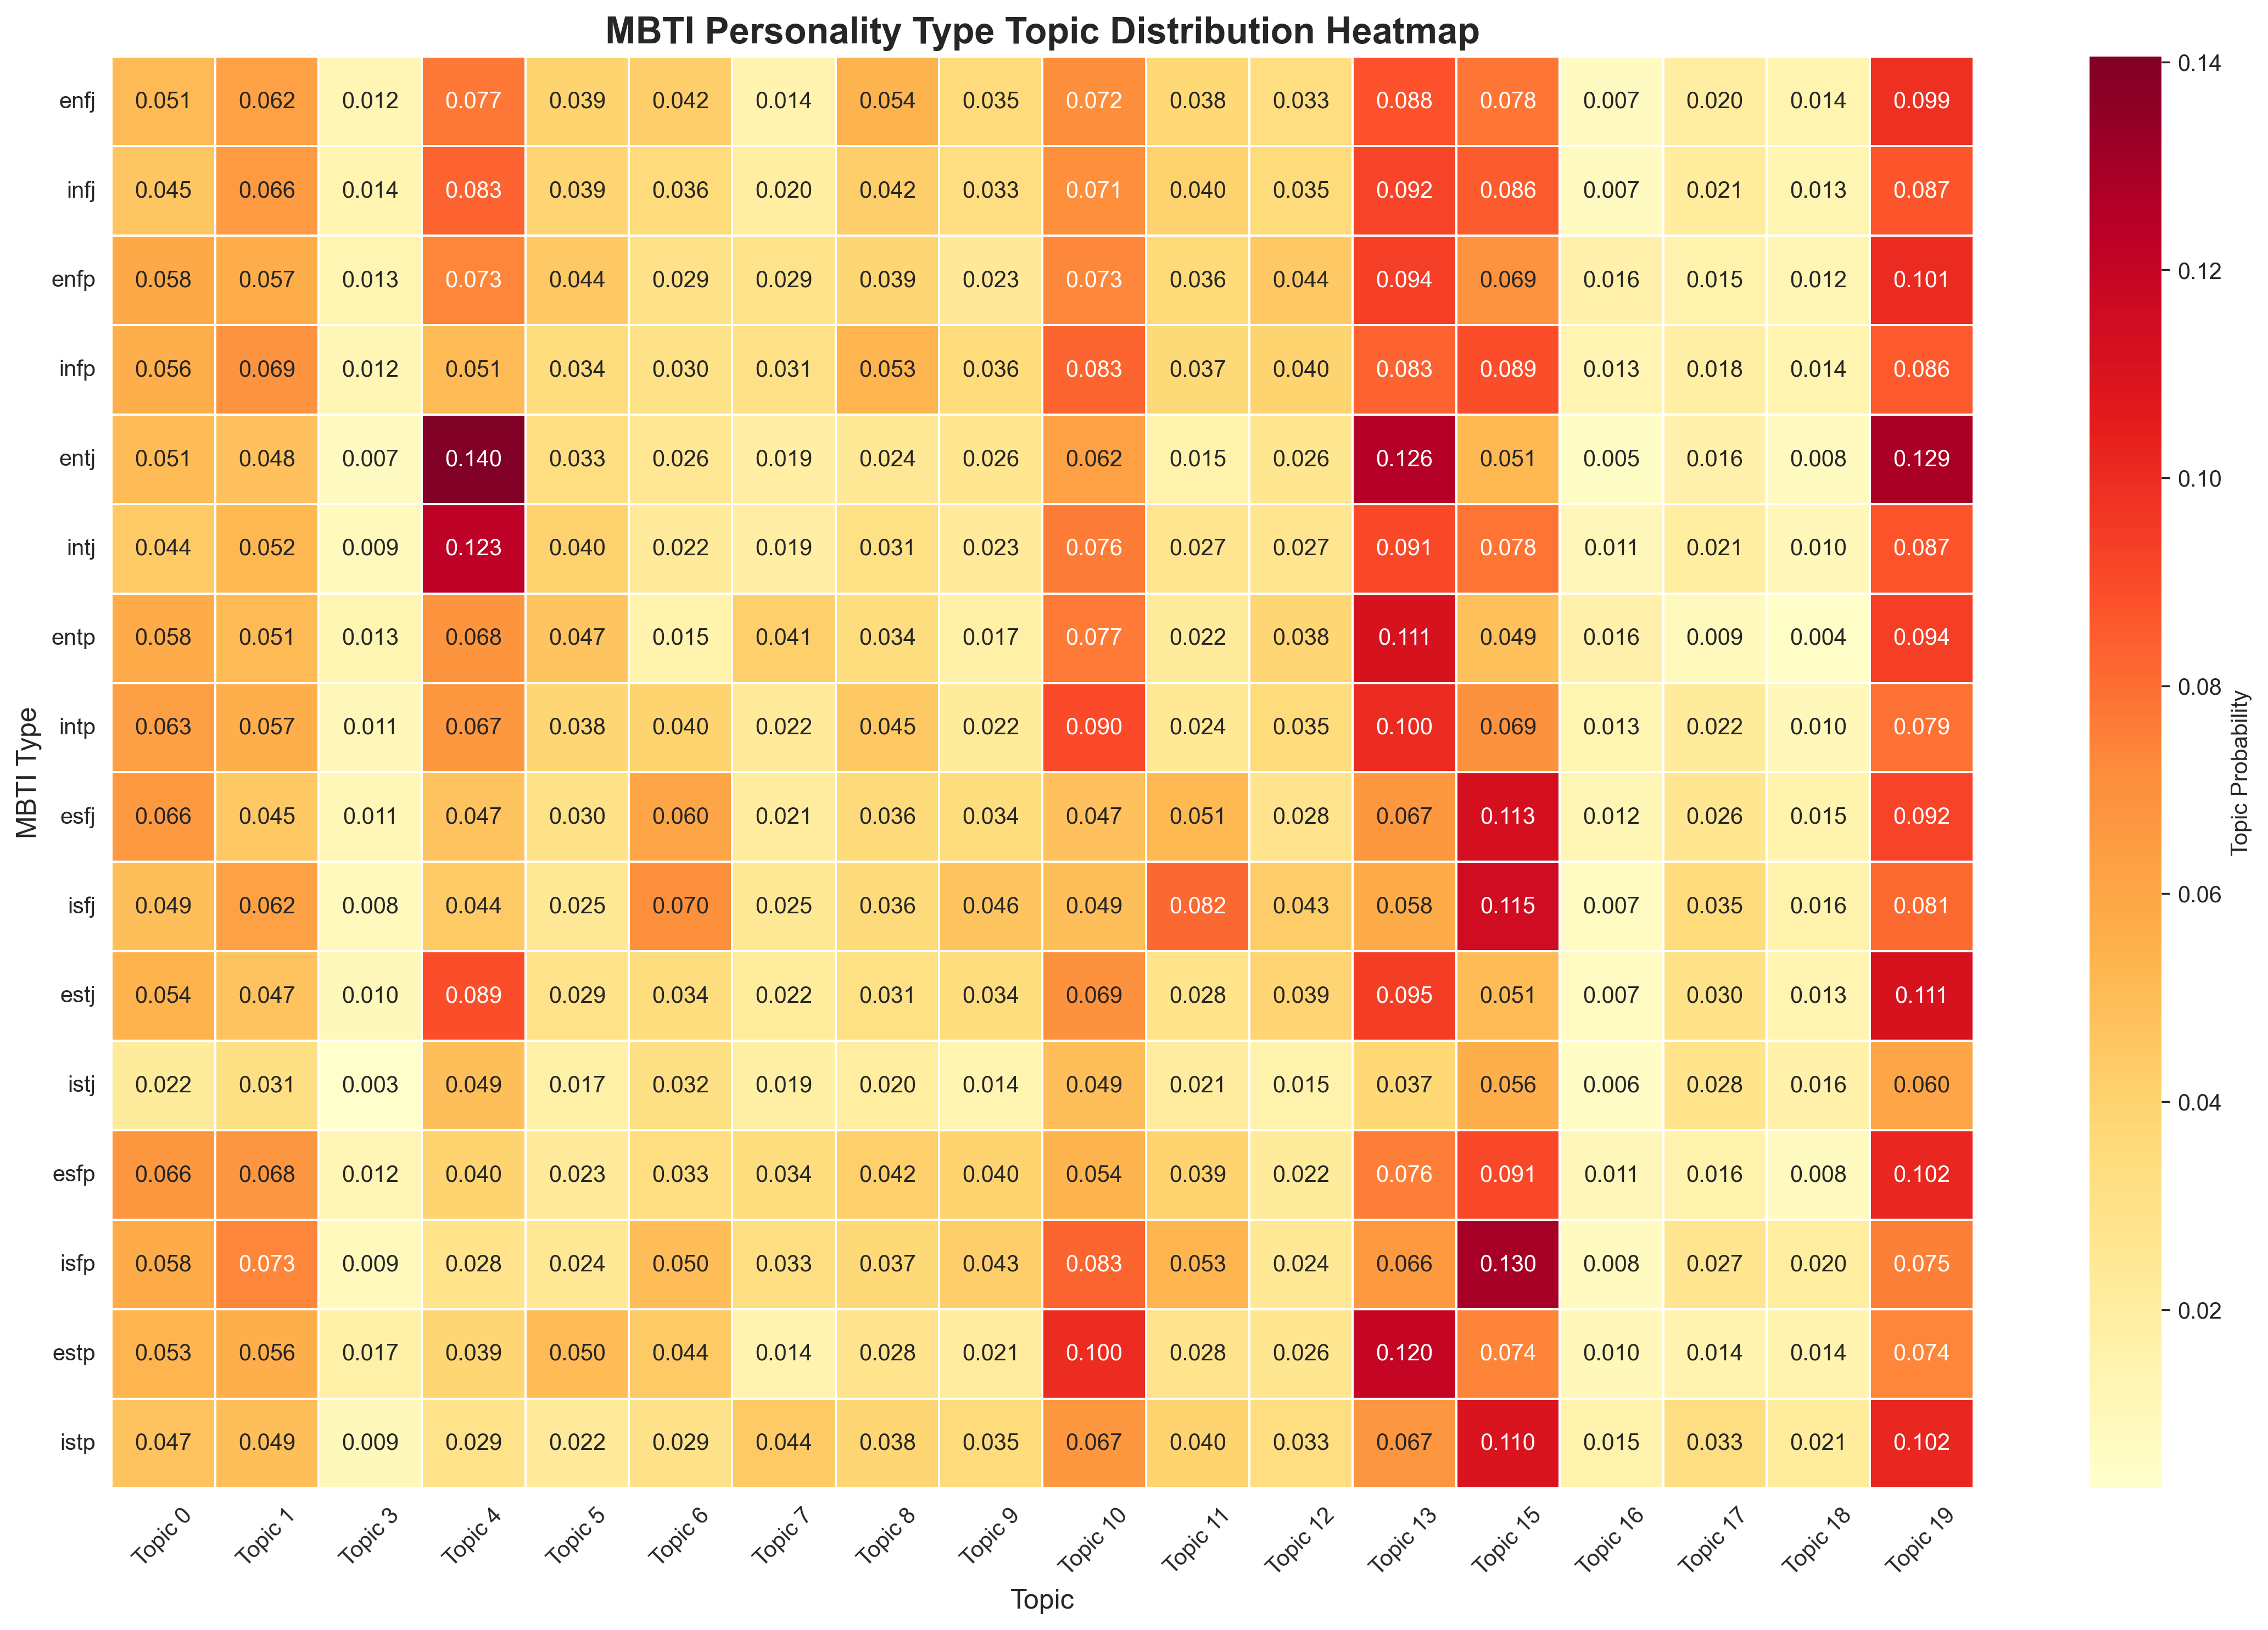 MBTI Personality Type Topic Distribution Heatmap
enfj 0.051 0.062 0.012 0.077 0.039 0.042 0.014 0.054 0.035 0.072 0.038 0.033 0.088 0.078 0.007 0.020 0.014 0.099
infj 0.045 0.066 0.014 0.083 0.039 0.036 0.020 0.042 0.033 0.071 0.040 0.035 0.092 0.086 0.007 0.021 0.013 0.087
enfp 0.058 0.057 0.013 0.073 0.044 0.029 0.029 0.039 0.023 0.073 0.036 0.044 0.094 0.069 0.016 0.015 0.012 0.101
infp 0.056 0.069 0.012 0.051 0.034 0.030 0.031 0.053 0.036 0.083 0.037 0.040 0.083 0.089 0.013 0.018 0.014 0.086
entj 0.051 0.048 0.007 0.140 0.033 0.026 0.019 0.024 0.026 0.062 0.015 0.026 0.126 0.051 0.005 0.016 0.008 0.129
intj 0.044 0.052 0.009 0.123 0.040 0.022 0.019 0.031 0.023 0.076 0.027 0.027 0.091 0.078 0.011 0.021 0.010 0.087
entp 0.058 0.051 0.013 0.068 0.047 0.015 0.041 0.034 0.017 0.077 0.022 0.038 0.111 0.049 0.016 0.009 0.004 0.094
intp 0.063 0.057 0.011 0.067 0.038 0.040 0.022 0.045 0.022 0.090 0.024 0.035 0.100 0.069 0.013 0.022 0.010 0.079
esfj 0.066 0.045 0.011 0.047 0.030 0.060 0.021 0.036 0.034 0.047 0.051 0.028 0.067 0.113 0.012 0.026 0.015 0.092
isfj 0.049 0.062 0.008 0.044 0.025 0.070 0.025 0.036 0.046 0.049 0.082 0.043 0.058 0.115 0.007 0.035 0.016 0.081
estj 0.054 0.047 0.010 0.089 0.029 0.034 0.022 0.031 0.034 0.069 0.028 0.039 0.095 0.051 0.007 0.030 0.013 0.111
istj 0.022 0.031 0.003 0.049 0.017 0.032 0.019 0.020 0.014 0.049 0.021 0.015 0.037 0.056 0.006 0.028 0.016 0.060
esfp 0.066 0.068 0.012 0.040 0.023 0.033 0.034 0.042 0.040 0.054 0.039 0.022 0.076 0.091 0.011 0.016 0.008 0.102
isfp 0.058 0.073 0.009 0.028 0.024 0.050 0.033 0.037 0.043 0.083 0.053 0.024 0.066 0.130 0.008 0.027 0.020 0.075
estp 0.053 0.056 0.017 0.039 0.050 0.044 0.014 0.028 0.021 0.100 0.028 0.026 0.120 0.074 0.010 0.014 0.014 0.074
istp 0.047 0.049 0.009 0.029 0.022 0.029 0.044 0.038 0.035 0.067 0.040 0.033 0.067 0.110 0.015 0.033 0.021 0.102
Topic 0 Topic 1 Topic 3 Topic 4 Topic 5 Topic 6 Topic 7 Topic 8 Topic 9 Topic 10 Topic 11 Topic 12 Topic 13 Topic 15 Topic 16 Topic 17 Topic 18 Topic 19
Topic
MBTI Type
0.14
0.12
0.10
0.08
0.06
0.04
0.02
Topic Probability